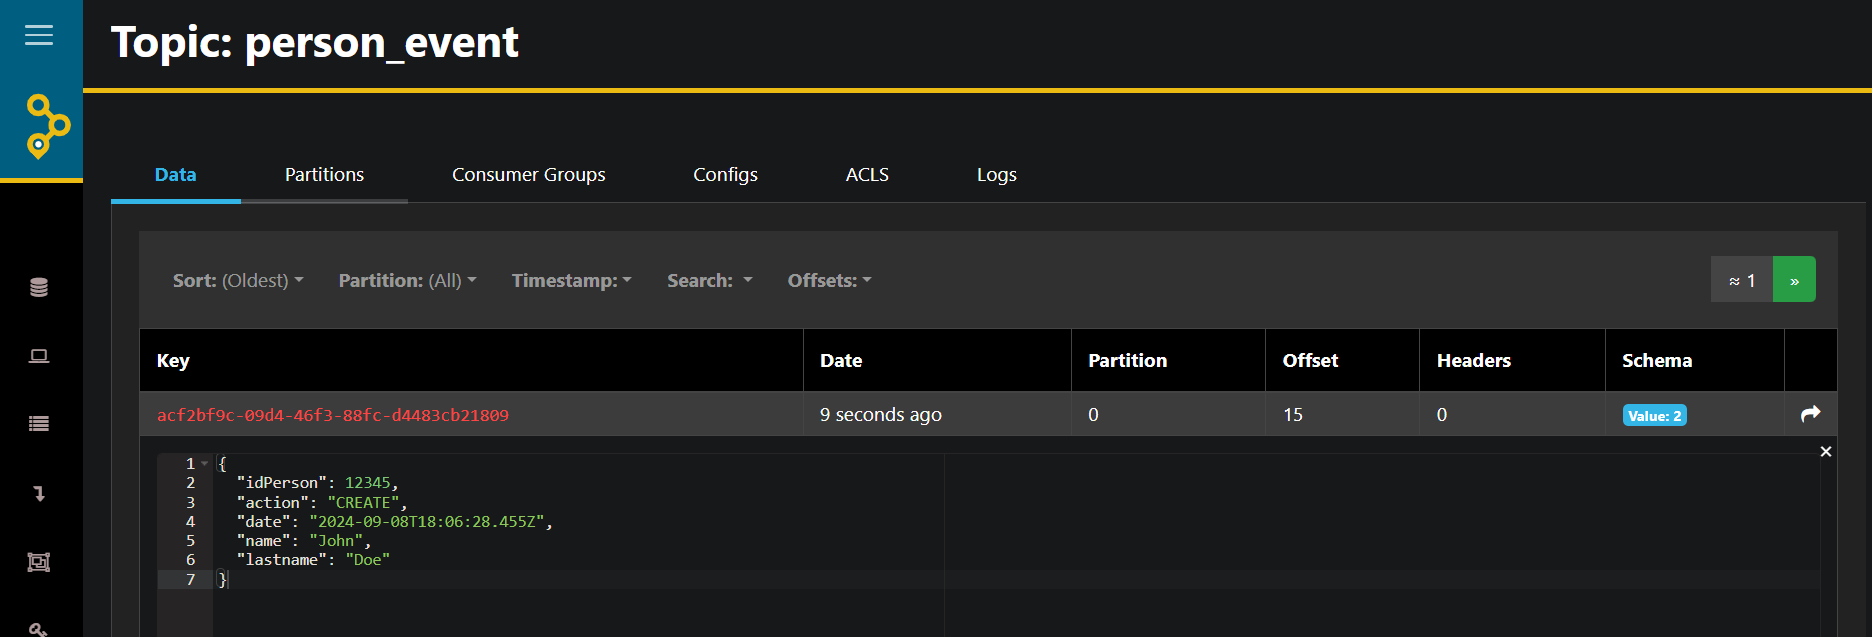 Topic: person_event
Data Partitions Consumer Groups Configs ACLS Logs
Sort: (Oldest) Partition: (All) Timestamp: Search: Offsets: ≈ 1 »
Key Date Partition Offset Headers Schema
acf2bf9c-09d4-46f3-88fc-d4483cb21809 9 seconds ago 0 15 0 Value: 2
×
1 {
2 "idPerson": 12345,
3 "action": "CREATE",
4 "date": "2024-09-08T18:06:28.455Z",
5 "name": "John",
6 "lastname": "Doe"
7 }